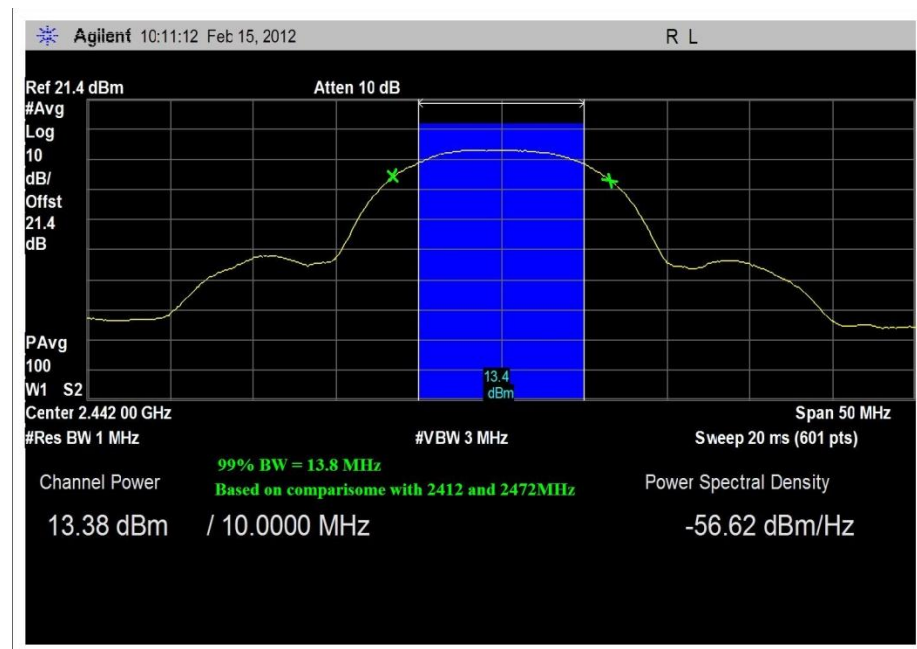 Agilent 10:11:12 Feb 15, 2012 R L
Ref 21.4 dBm Atten 10 dB
#Avg
Log
10
dB/
Offst
21.4
dB
PAvg
100
W1 S2
13.4
dBm
Center 2.442 00 GHz Span 50 MHz
#Res BW 1 MHz #VBW 3 MHz Sweep 20 ms (601 pts)
99% BW = 13.8 MHz
Based on comparisome with 2412 and 2472MHz
Channel Power Power Spectral Density
13.38 dBm / 10.0000 MHz -56.62 dBm/Hz